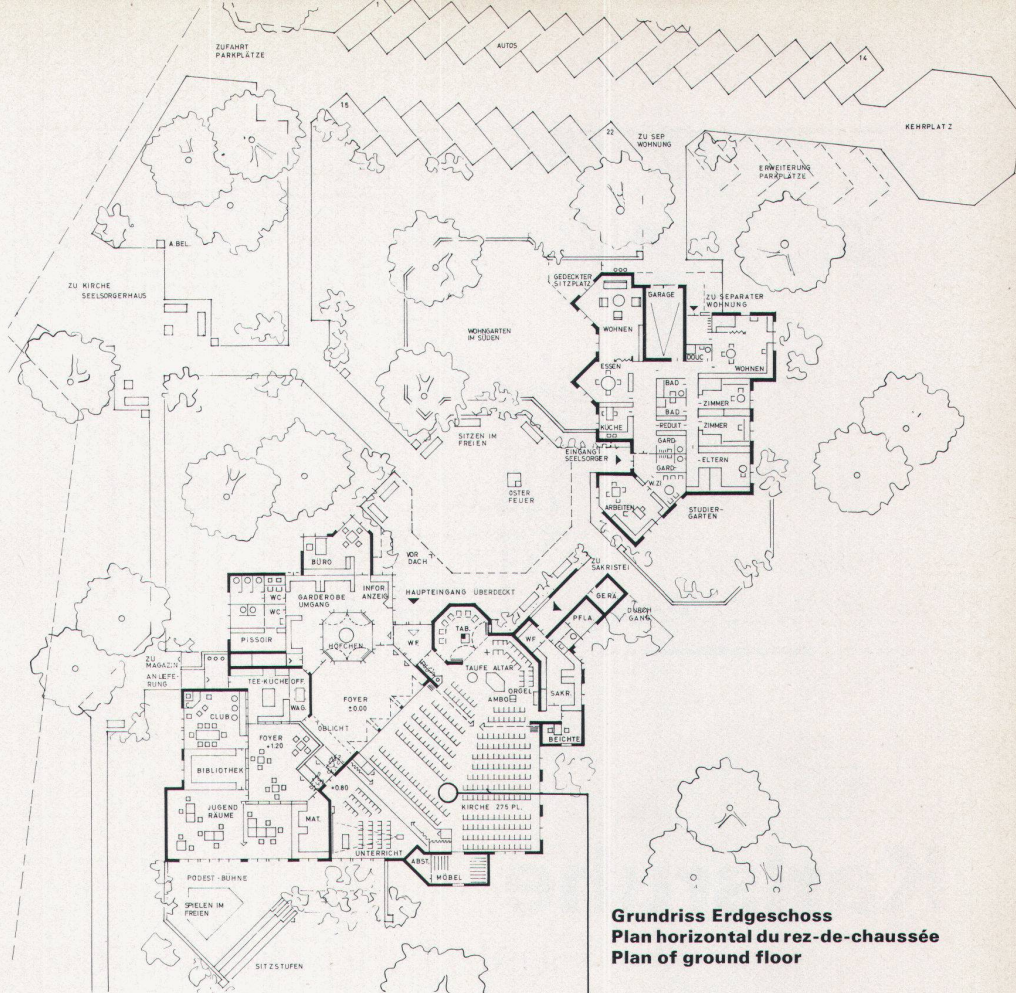 ZUFAHRT
PARKPLÄTZE
AUTOS
1
14
15
22
ZU SEP
WOHNUNG
KEHRPLATZ
ERWEITERUNG
PARKPLÄTZE
A.BEL.
ZU KIRCHE
SEELSORGERHAUS
GEDECKTER
SITZPLATZ
GARAGE
ZU SEPARATER
WOHNUNG
WOHNGARTEN
IM SÜDEN
WOHNEN
DOUC
WOHNEN
ESSEN
BAD
ZIMMER
BAD
KÜCHE
REDUIT
ZIMMER
SITZEN IM
FREIEN
GARD
EINGANG
SEELSORGER
ELTERN
GARD
W.ZI
OSTER
FEUER
ARBEITEN
STUDIER-
GARTEN
VOR
DACH
BÜRO
ZU
SAKRISTEI
WC
GARDEROBE
UMGANG
INFOR
ANZEIG.
HAUPTEINGANG ÜBERDECKT
GERÄ
WC
PFLA
DURCH
GANG
TAB.
PISSOIR
HÖFCHEN
W.F.
WF
ZU
MAGAZIN
ANLIEFE-
RUNG
TAUFE ALTAR
TEE-KÜCHE
OFF.
ORGEL
SAKR.
WAG.
FOYER
±0.00
AMBO
CLUB
OBLICHT
FOYER
+1.20
BEICHTE
BIBLIOTHEK
+0.80
KIRCHE 275 PL.
JUGEND
RÄUME
MAT.
UNTERRICHT
ABST.
MÖBEL
PODEST-BÜHNE
SPIELEN IM
FREIEN
SITZSTUFEN
Grundriss Erdgeschoss
Plan horizontal du rez-de-chaussée
Plan of ground floor